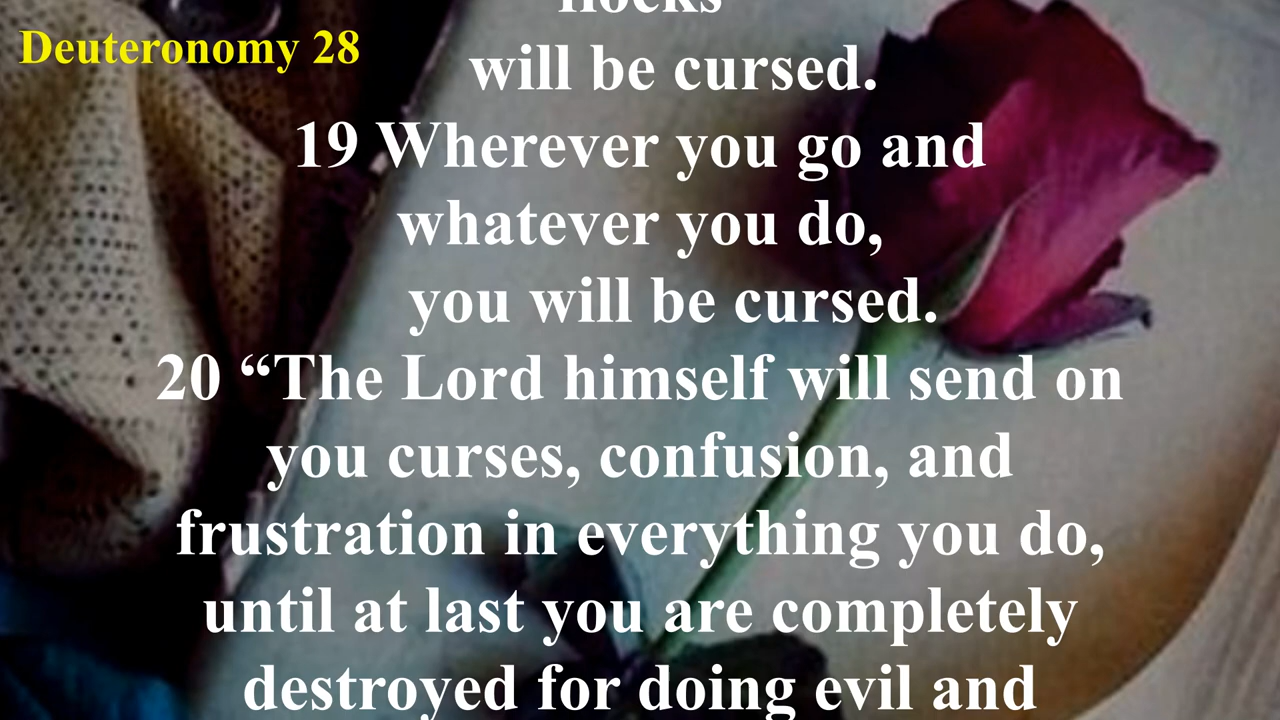 Deuteronomy 28
flocks
will be cursed.
19 Wherever you go and
whatever you do,
you will be cursed.
20 “The Lord himself will send on
you curses, confusion, and
frustration in everything you do,
until at last you are completely
destroyed for doing evil and